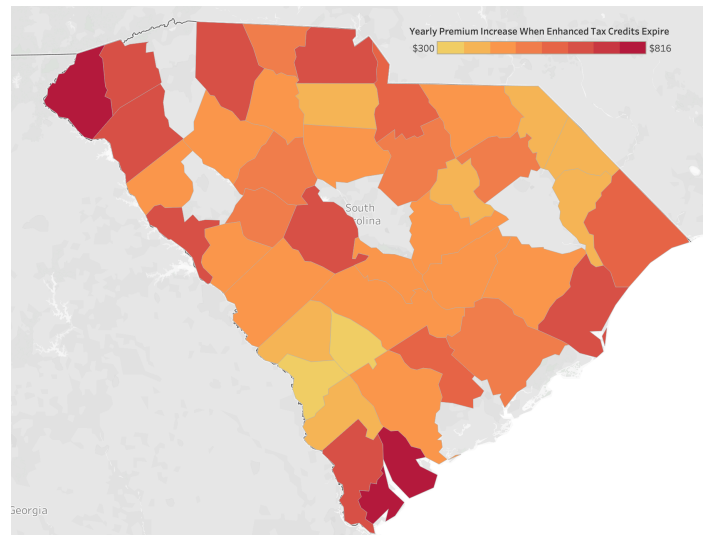 Yearly Premium Increase When Enhanced Tax Credits Expire
$300 $816
South
rolina
Georgia